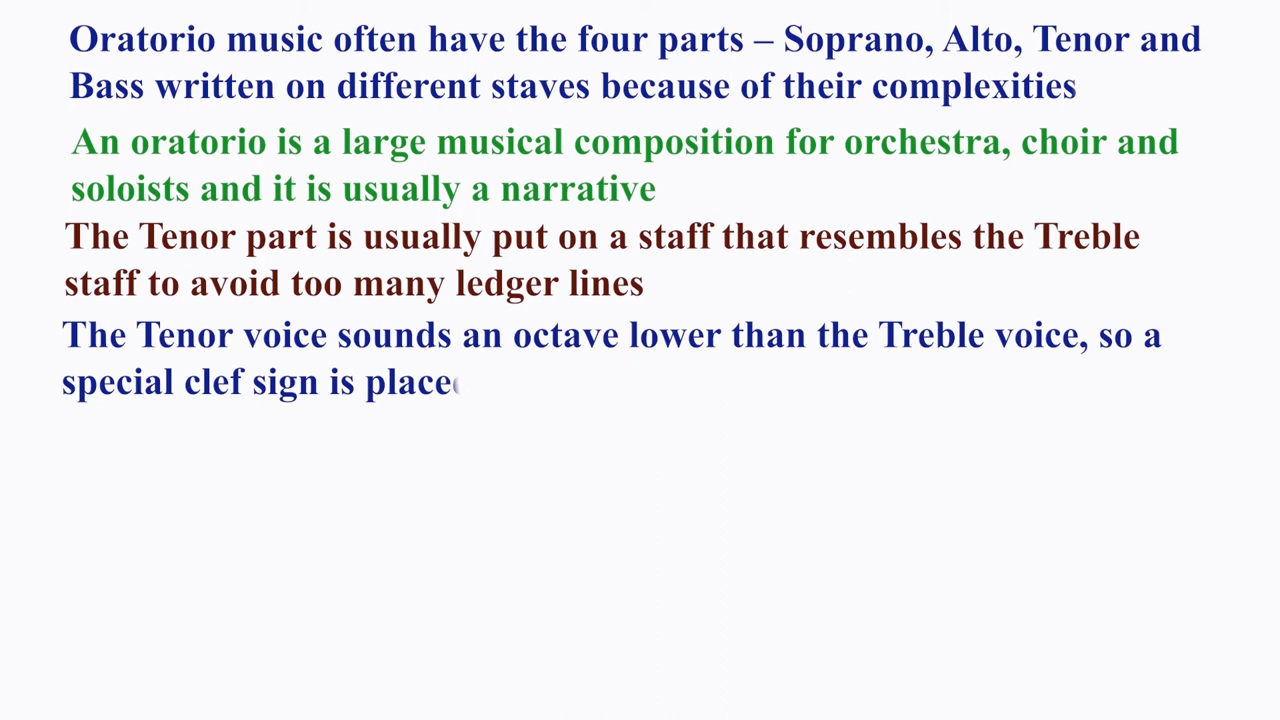 Oratorio music often have the four parts – Soprano, Alto, Tenor and
Bass written on different staves because of their complexities
An oratorio is a large musical composition for orchestra, choir and
soloists and it is usually a narrative
The Tenor part is usually put on a staff that resembles the Treble
staff to avoid too many ledger lines
The Tenor voice sounds an octave lower than the Treble voice, so a
special clef sign is place